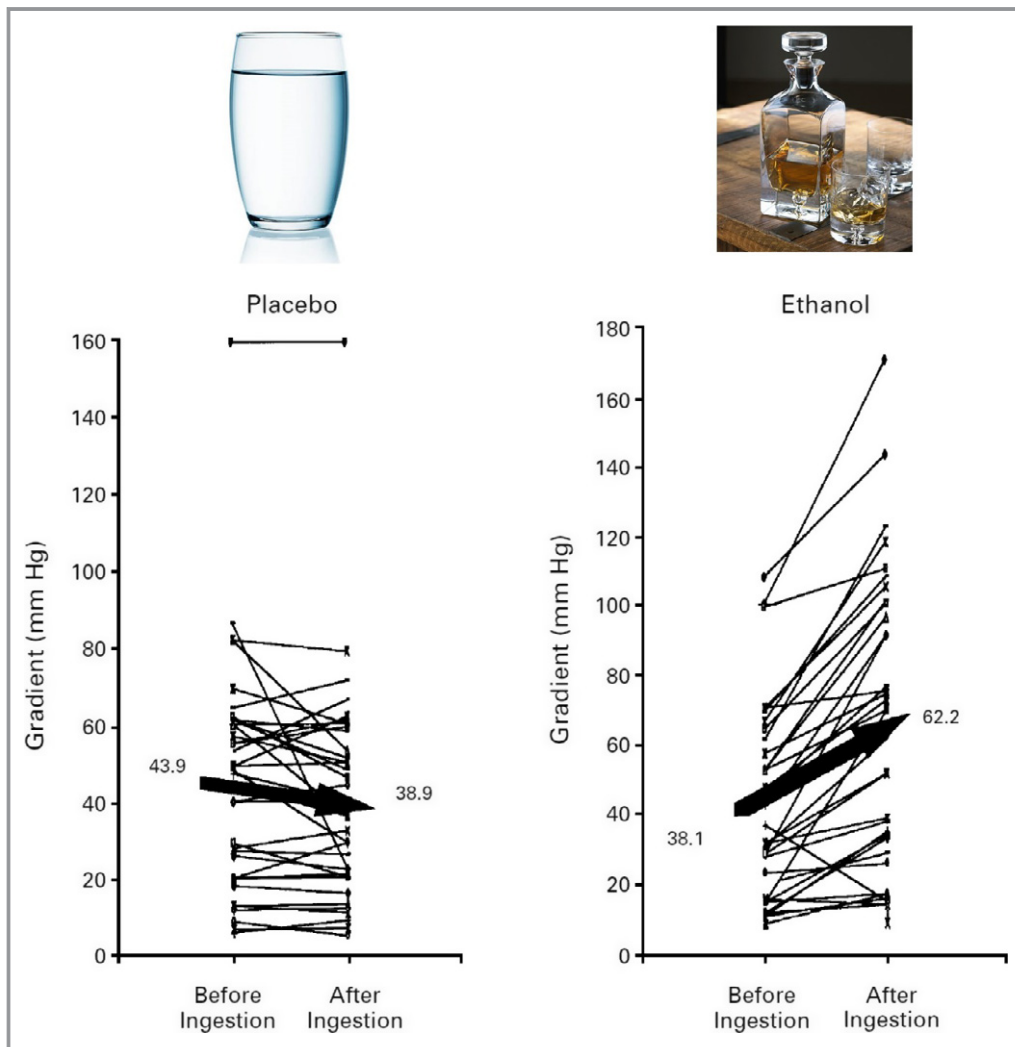 Placebo
Ethanol
160
140
120
100
80
60
40
20
0
Gradient (mm Hg)
43.9
38.9
Before
Ingestion
After
Ingestion
180
160
140
120
100
80
60
40
20
0
Gradient (mm Hg)
38.1
62.2
Before
Ingestion
After
Ingestion